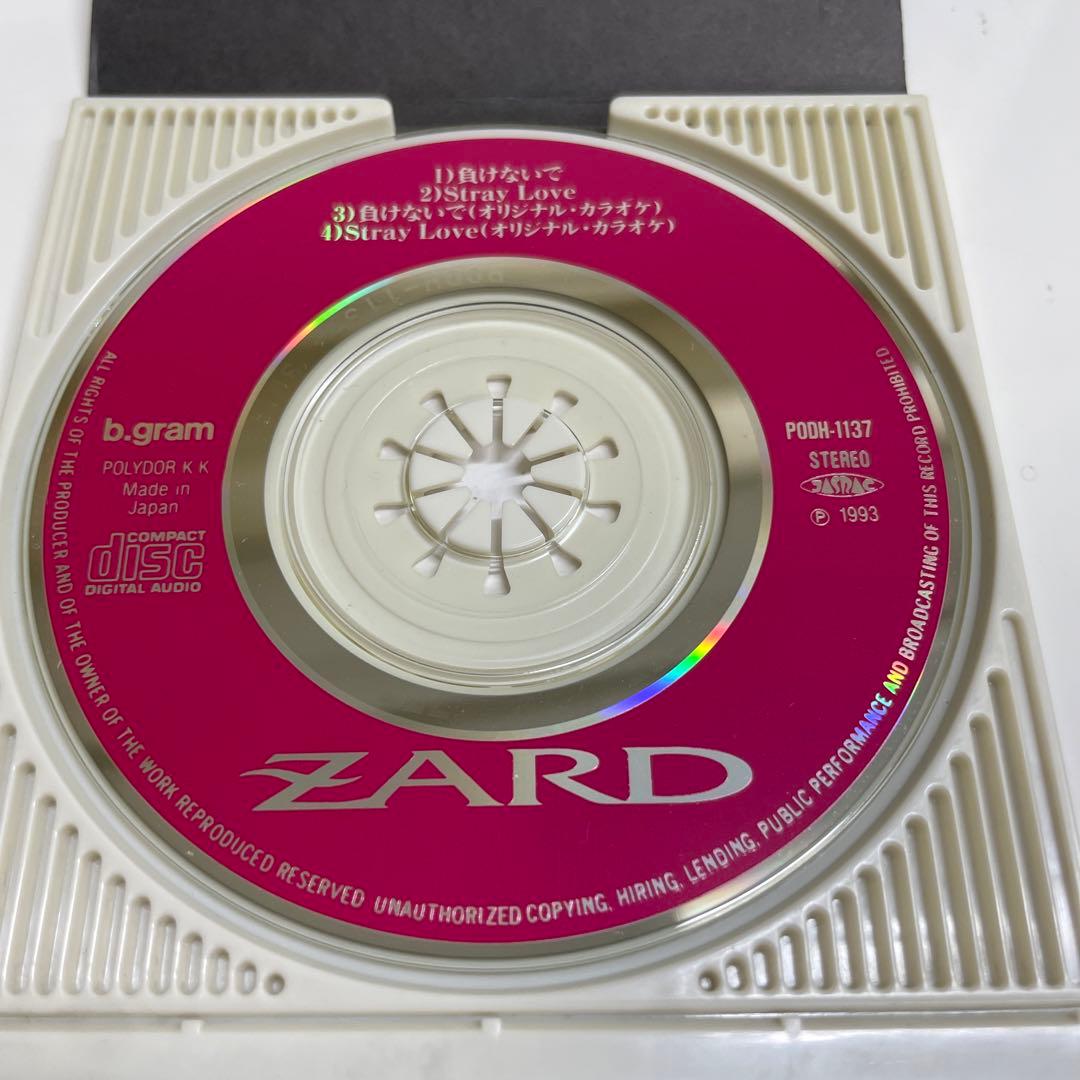 1)負けないで
2)Stray Love
3)負けないで(オリジナル・カラオケ)
4)Stray Love(オリジナル・カラオケ)
b.gram
POLYDOR K K
Made in
Japan
COMPACT
disc
DIGITAL AUDIO
PODH-1137
STEREO
JASRAC
Ⓟ 1993
ZARD
ALL RIGHTS OF THE PRODUCER AND OF THE OWNER OF THE WORK REPRODUCED RESERVED UNAUTHORIZED COPYING, HIRING, LENDING, PUBLIC PERFORMANCE AND BROADCASTING OF THIS RECORD PROHIBITED